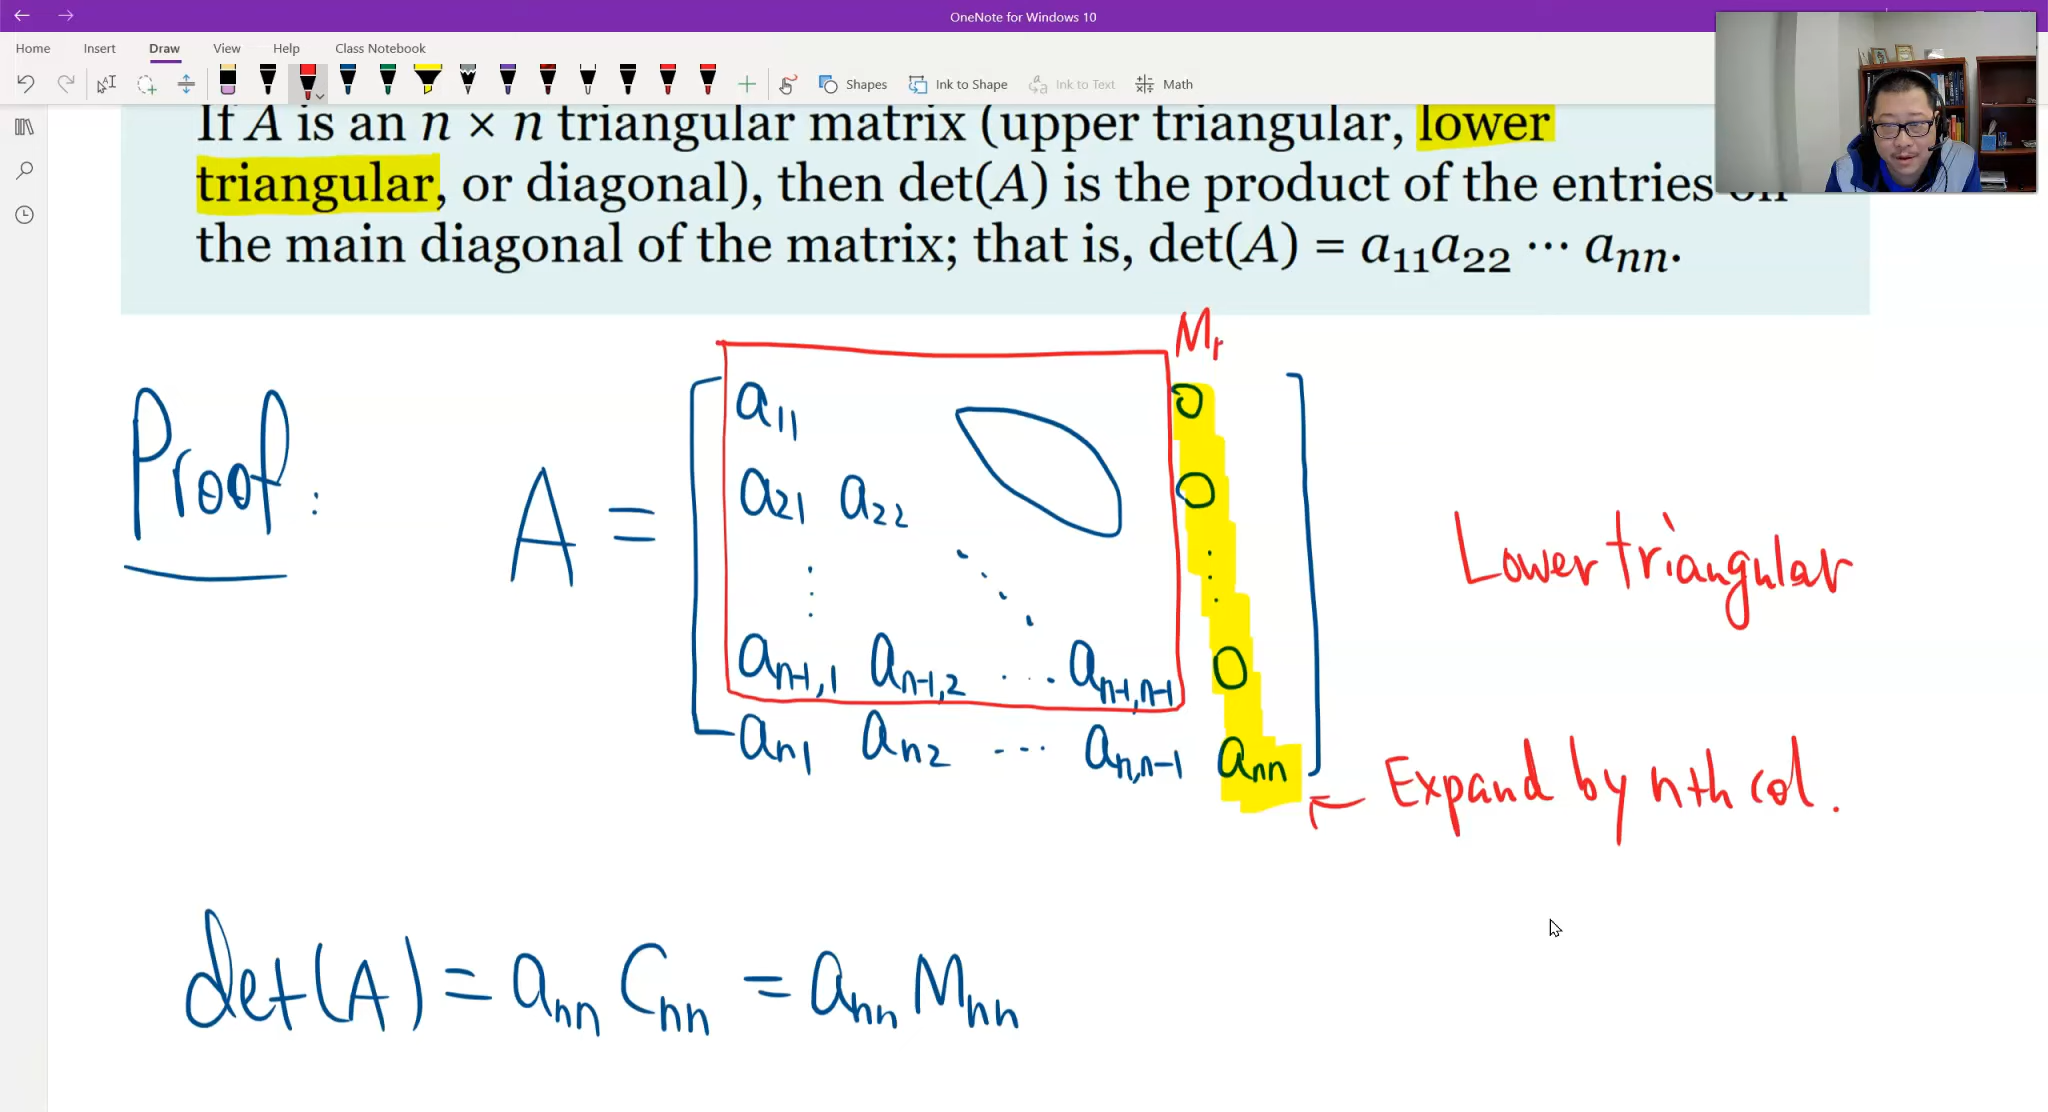 OneNote for Windows 10
Home Insert Draw View Help Class Notebook
Shapes Ink to Shape Ink to Text Math
If A is an n × n triangular matrix (upper triangular, lower
triangular, or diagonal), then det(A) is the product of the entries on
the main diagonal of the matrix; that is, det(A) = a₁₁a₂₂ ⋯ aₙₙ.
Proof:
A =
M
a₁₁ 0
a₂₁ a₂₂ 0
⋮ ⋱ ⋮
aₙ₋₁,₁ aₙ₋₁,₂ ... aₙ₋₁,ₙ₋₁ 0
aₙ₁ aₙ₂ ... aₙ,ₙ₋₁ aₙₙ
Lower triangular
← Expand by nth col.
det(A) = aₙₙ Cₙₙ = aₙₙ Mₙₙ